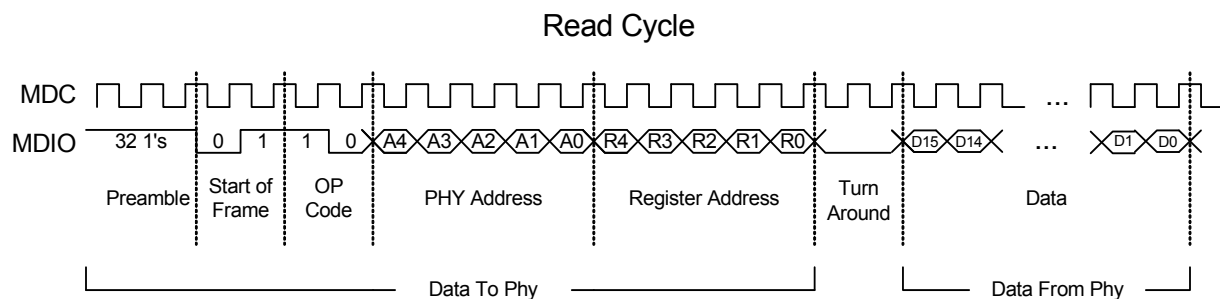 Read Cycle
MDC ...
MDIO 32 1's 0 1 1 0 A4 A3 A2 A1 A0 R4 R3 R2 R1 R0 D15 D14 ... D1 D0
Preamble Start of Frame OP Code PHY Address Register Address Turn Around Data
Data To Phy Data From Phy